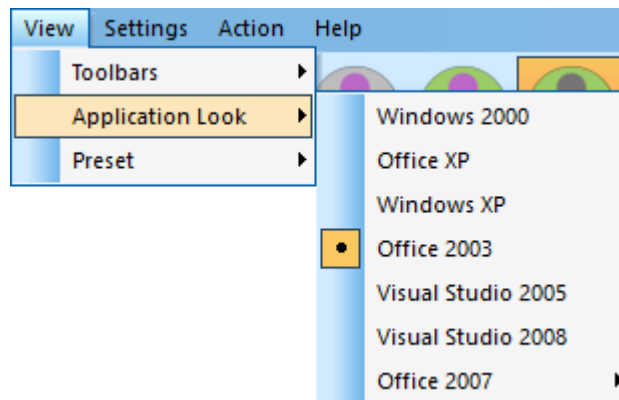 View Settings Action Help
Toolbars
Application Look
Preset
Windows 2000
Office XP
Windows XP
Office 2003
Visual Studio 2005
Visual Studio 2008
Office 2007